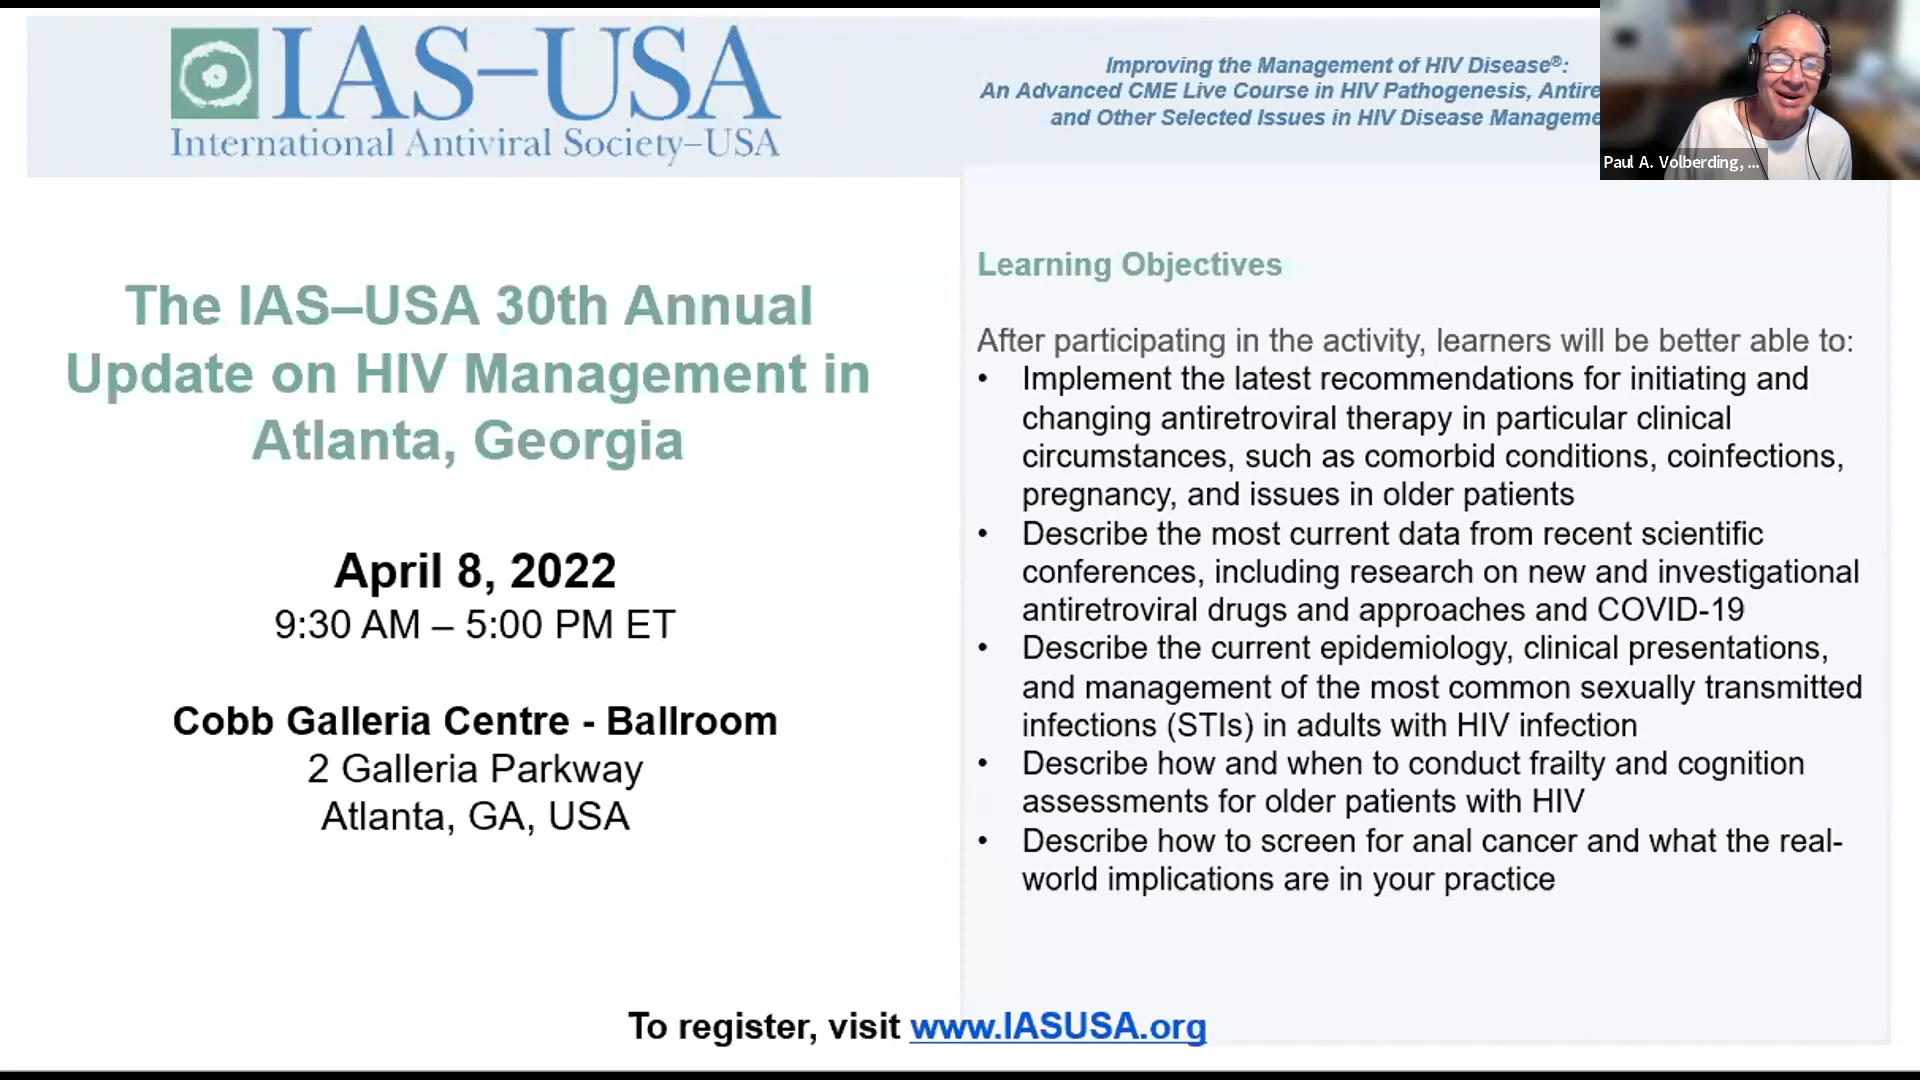 IAS–USA
International Antiviral Society–USA
Improving the Management of HIV Disease®:
An Advanced CME Live Course in HIV Pathogenesis,
and Other Selected Issues in HIV Disease
Paul A. Volberding, ...
The IAS–USA 30th Annual
Update on HIV Management in
Atlanta, Georgia
April 8, 2022
9:30 AM – 5:00 PM ET
Cobb Galleria Centre - Ballroom
2 Galleria Parkway
Atlanta, GA, USA
Learning Objectives
After participating in the activity, learners will be better able to:
• Implement the latest recommendations for initiating and
changing antiretroviral therapy in particular clinical
circumstances, such as comorbid conditions, coinfections,
pregnancy, and issues in older patients
• Describe the most current data from recent scientific
conferences, including research on new and investigational
antiretroviral drugs and approaches and COVID-19
• Describe the current epidemiology, clinical presentations,
and management of the most common sexually transmitted
infections (STIs) in adults with HIV infection
• Describe how and when to conduct frailty and cognition
assessments for older patients with HIV
• Describe how to screen for anal cancer and what the real-
world implications are in your practice
To register, visit www.IASUSA.org